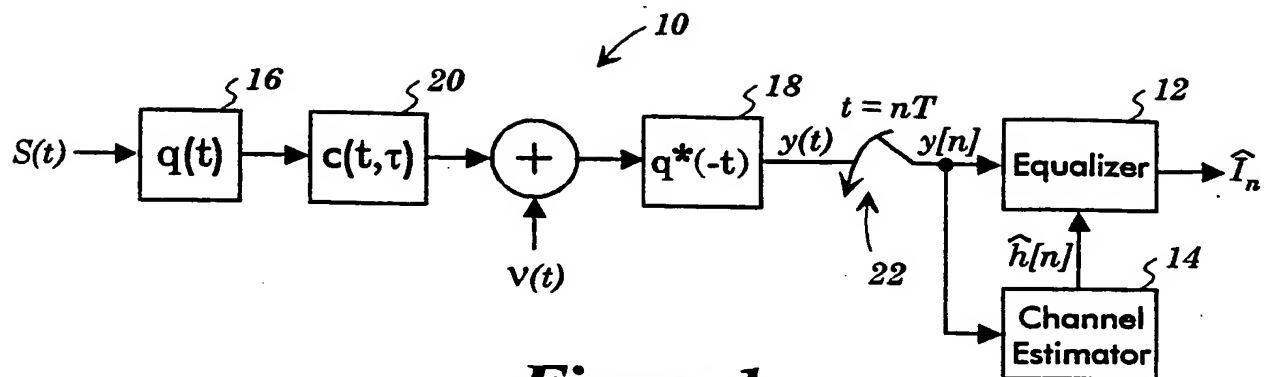 10
16
20
18
t = nT
12
S(t)
q(t)
c(t,τ)
+
q*(-t)
y(t)
y[n]
Equalizer
Î_n
ν(t)
22
ĥ[n]
14
Channel
Estimator